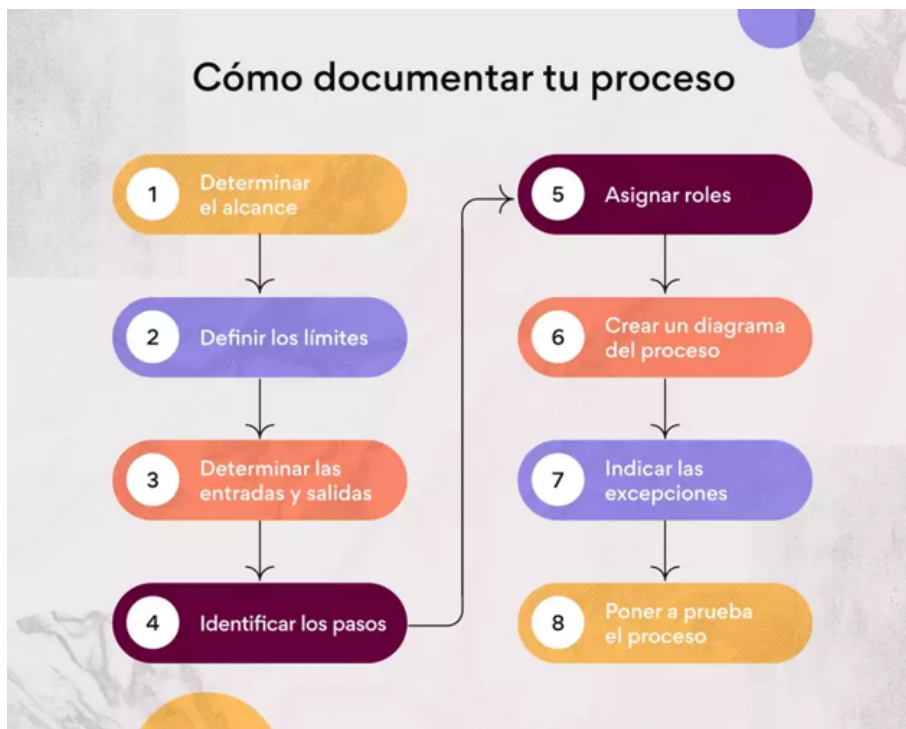 Cómo documentar tu proceso
1
Determinar
el alcance
2
Definir los límites
3
Determinar las
entradas y salidas
4
Identificar los pasos
5
Asignar roles
6
Crear un diagrama
del proceso
7
Indicar las
excepciones
8
Poner a prueba
el proceso